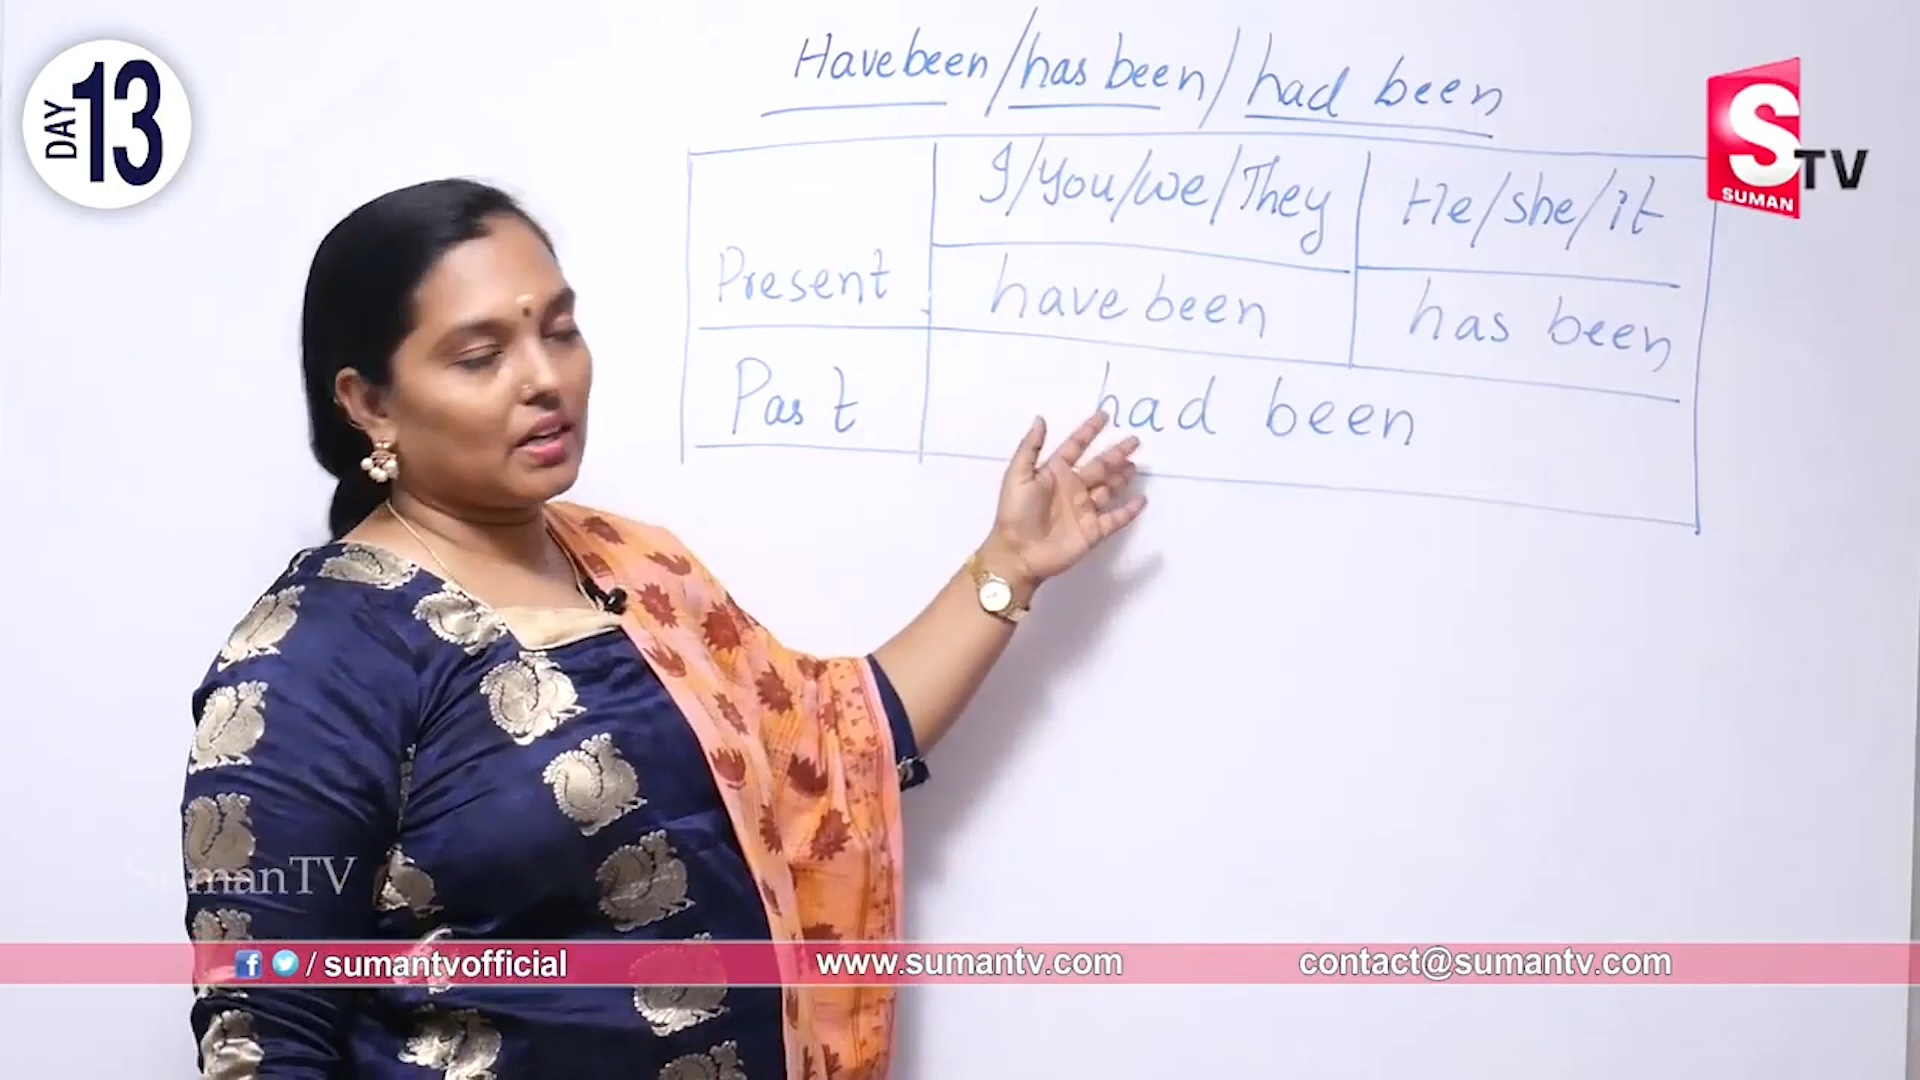 DAY 13
Have been/has been/had been
S TV
SUMAN
I/You/we/They He/she/it
Present have been has been
Past had been
SumanTV
f / sumantvofficial www.sumantv.com contact@sumantv.com